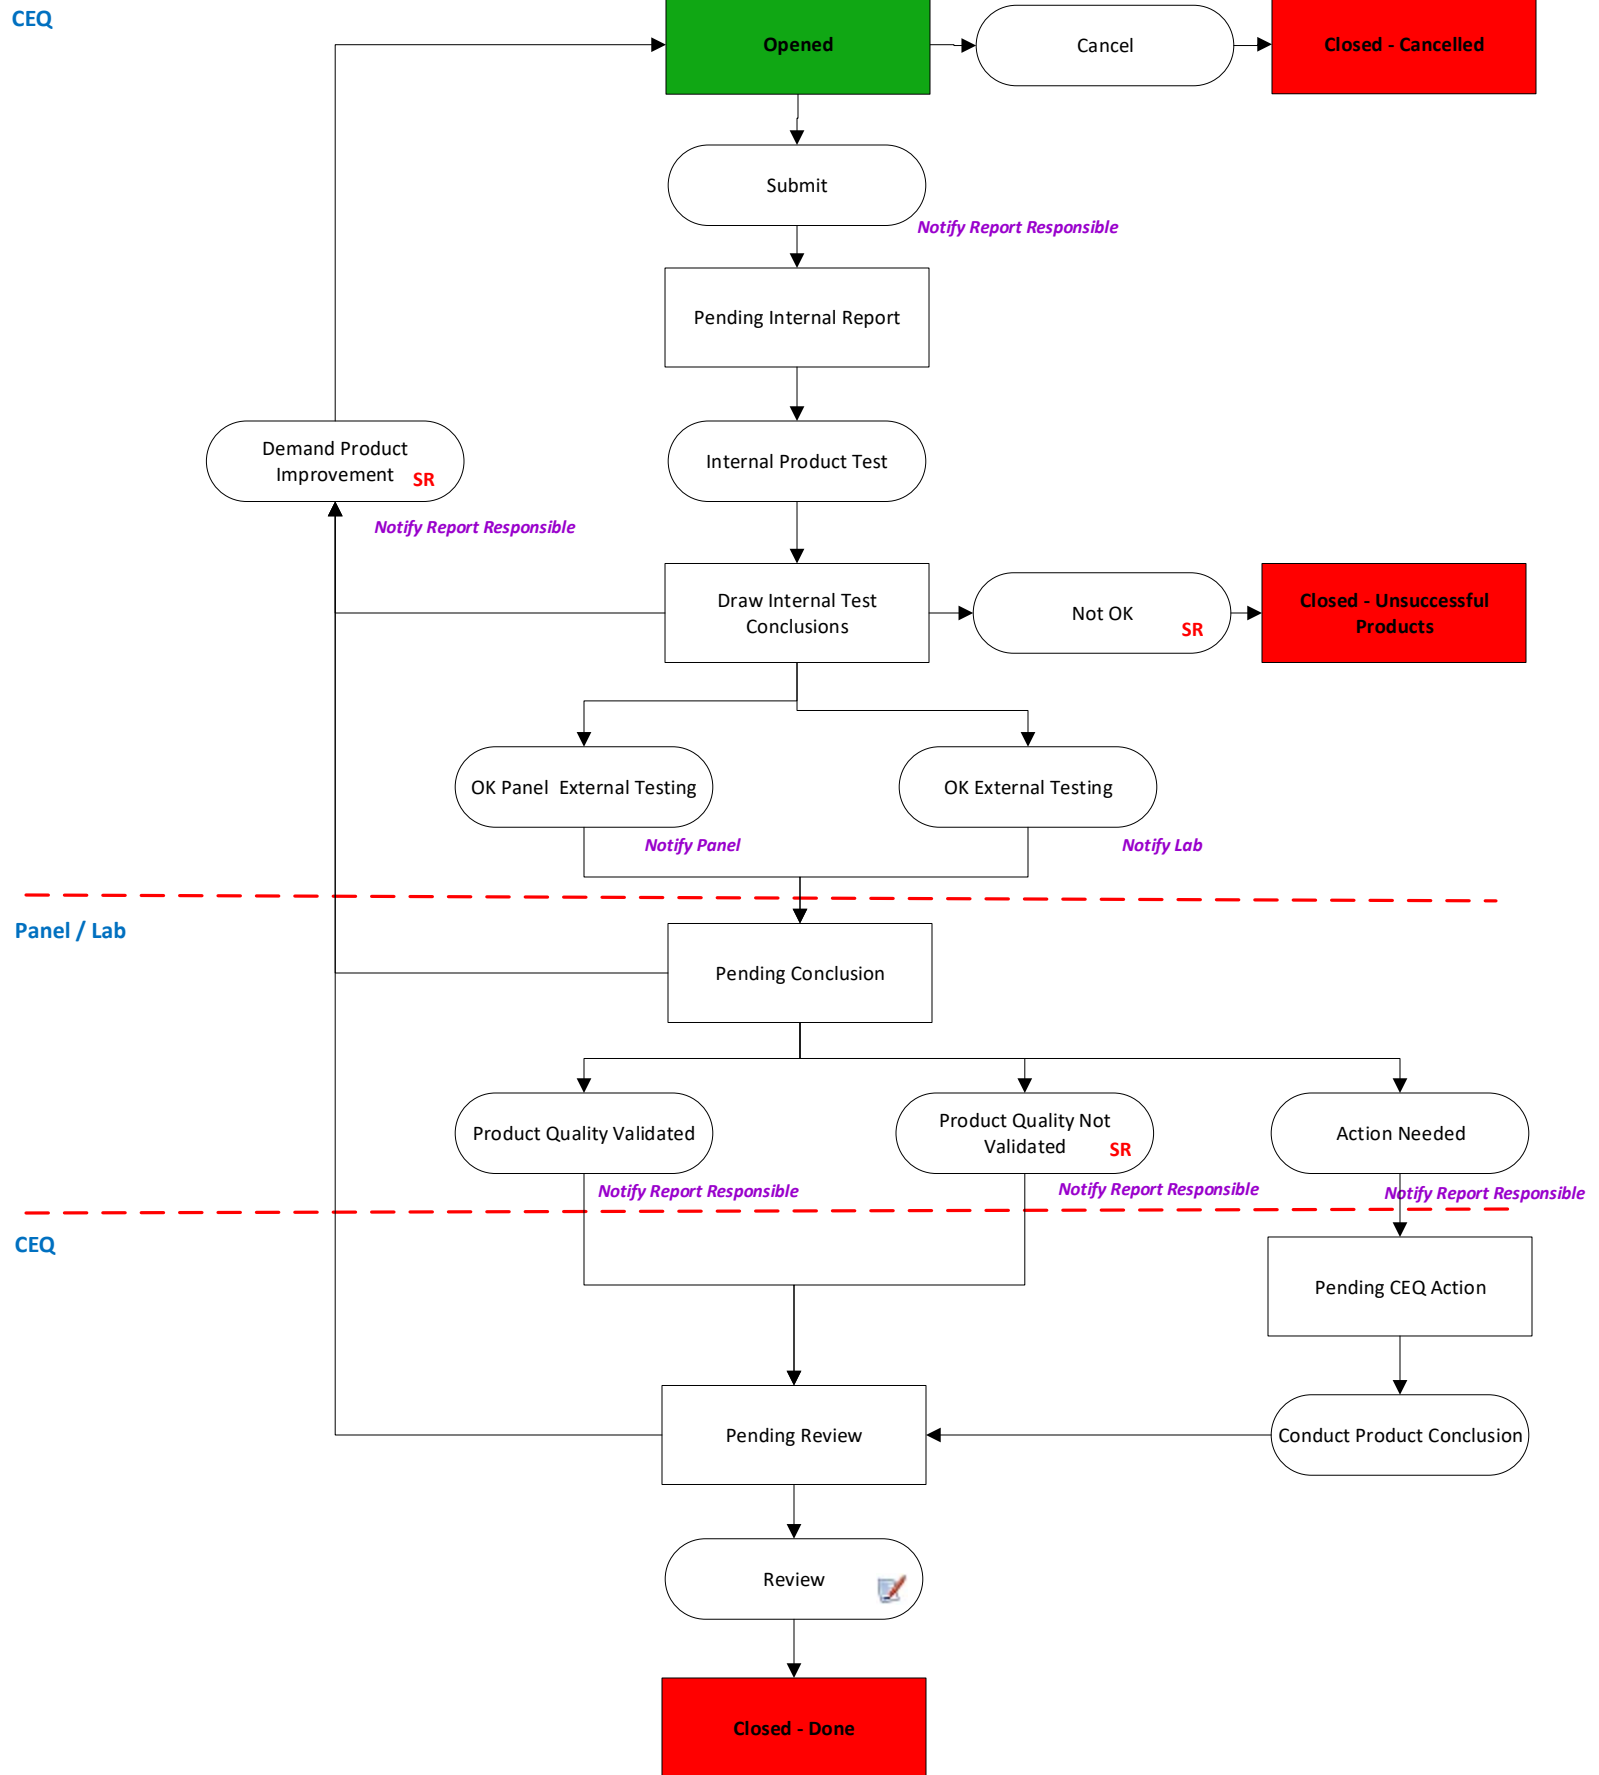 CEQ
Opened
Cancel
Closed - Cancelled
Submit
Notify Report Responsible
Pending Internal Report
Demand Product
Improvement
SR
Internal Product Test
Notify Report Responsible
Draw Internal Test
Conclusions
Not OK
SR
Closed - Unsuccessful
Products
OK Panel  External Testing
OK External Testing
Notify Panel
Notify Lab
Panel / Lab
Pending Conclusion
Product Quality Validated
Product Quality Not
Validated
SR
Action Needed
Notify Report Responsible
Notify Report Responsible
Notify Report Responsible
CEQ
Pending CEQ Action
Pending Review
Conduct Product Conclusion
Review
Closed - Done